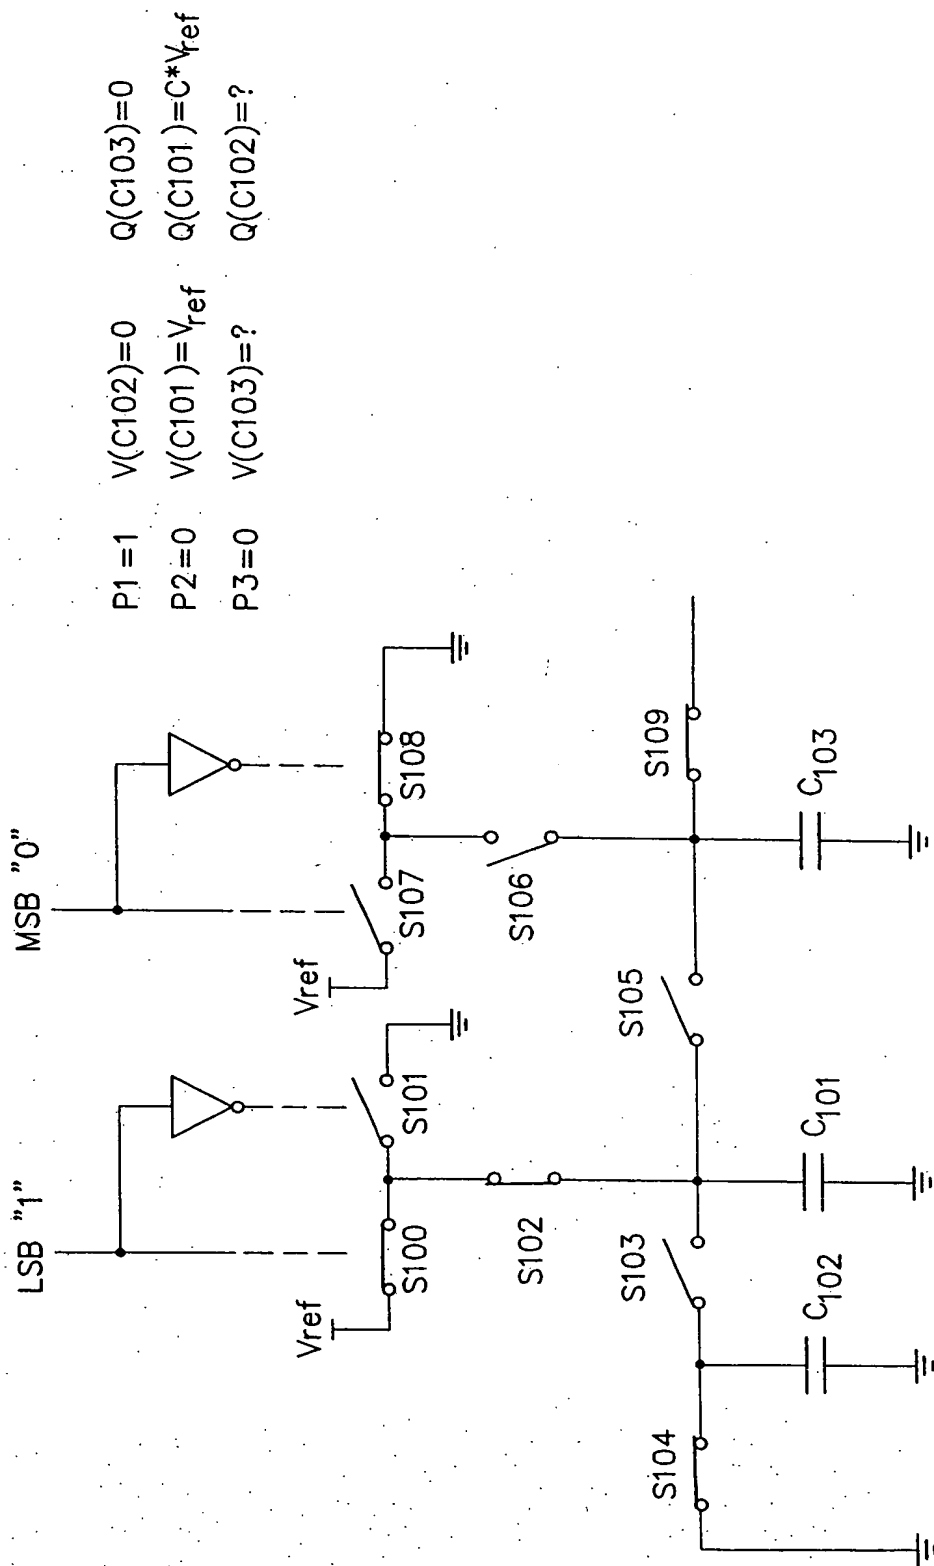 LSB "1"
MSB "0"
P1=1 V(C102)=0 Q(C103)=0
P2=0 V(C101)=Vref Q(C101)=C*Vref
P3=0 V(C103)=? Q(C102)=?
Vref
Vref
S100
S101
S107
S108
S102
S106
S104
S103
S105
S109
C102
C101
C103